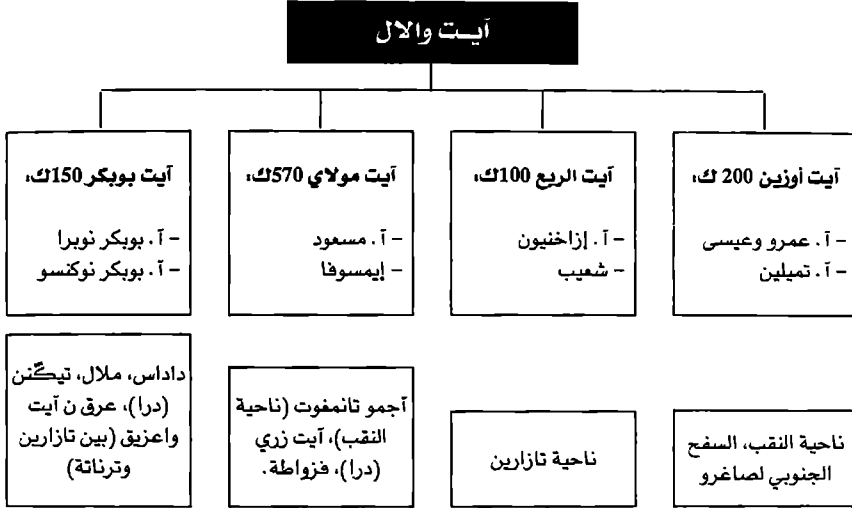 آيت والال
آيت أوزين 200 ك:
– آ. عمرو وعيسى
– آ. تميلين
آيت الربع 100ك:
– آ. إزاخنيون
– شعيب
آيت مولاي 570ك:
– آ. مسعود
– إيمسوفا
آيت بوبكر 150ك:
– آ. بوبكر نوبرا
– آ. بوبكر نوكنسو
ناحية النقب، السفح
الجنوبي لصاغرو
ناحية تازارين
آجمو تانمغوت (ناحية
النقب)، آيت زري
(درا)، فزواطة.
داداس، ملال، تيگنن
(درا)، عرق ن آيت
واعزيق (بين تازارين
وترناتة)